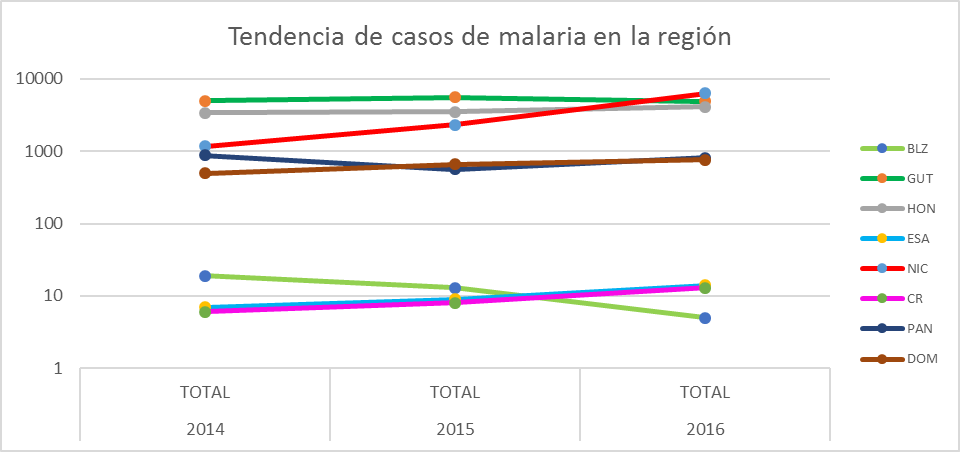 Tendencia de casos de malaria en la región
10000
1000
100
10
1
TOTAL TOTAL TOTAL
2014 2015 2016
BLZ
GUT
HON
ESA
NIC
CR
PAN
DOM